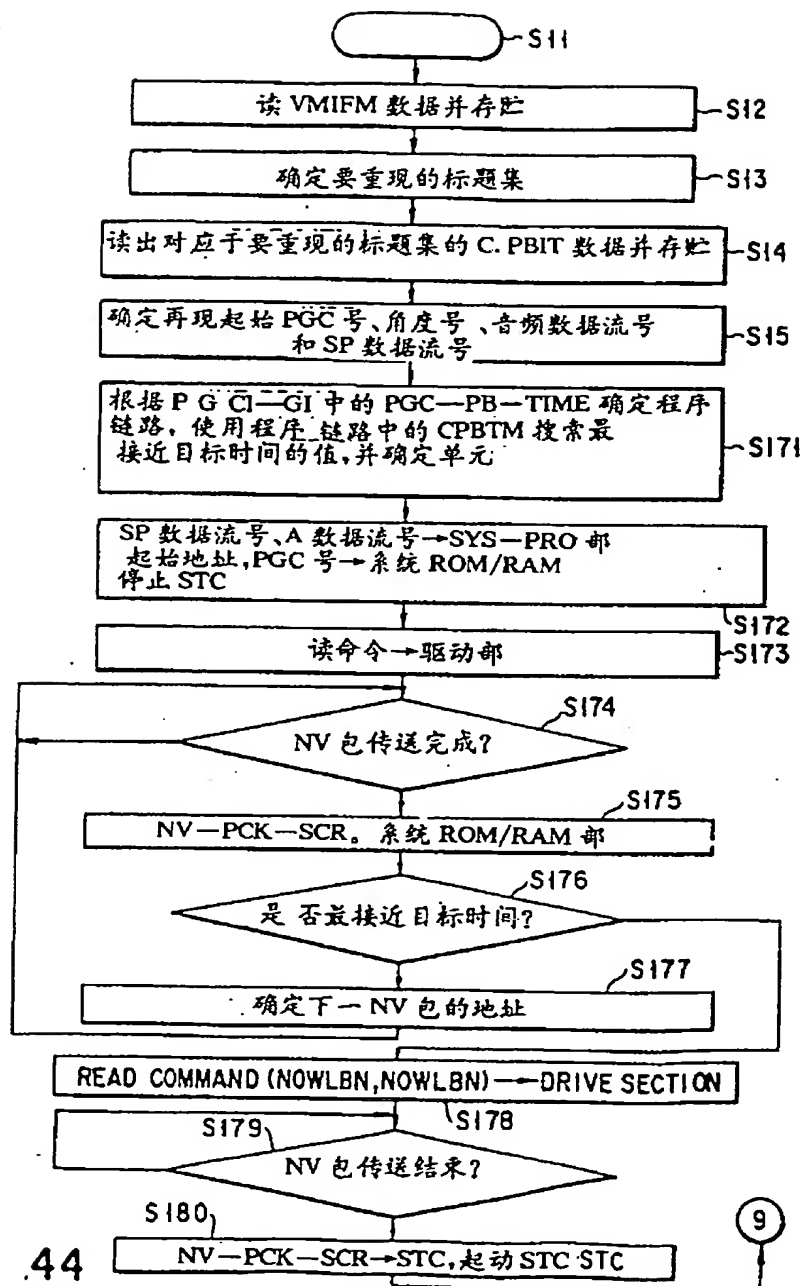 S11
读 VMIFM 数据并存贮
S12
确定要重现的标题集
S13
读出对应于要重现的标题集的 C. PBIT 数据并存贮
S14
确定再现起始 PGC 号、角度号、音频数据流号
和 SP 数据流号
S15
根据 P G CI—GI 中的 PGC—PB—TIME 确定程序
链路, 使用程序 链路中的 CPBTM 搜索最
接近目标时间的值,并确定单元
S171
SP 数据流号、A 数据流号→SYS—PRO 部
起始地址,PGC 号→系统 ROM/RAM
停止 STC
S172
读命令→驱动部
S173
S174
NV 包传送完成?
S175
NV—PCK—SCR。系统 ROM/RAM 部
S176
是 否最接近目标时间?
S177
确定下一 NV 包的地址
READ COMMAND (NOWLBN,NOWLBN)→DRIVE SECTION
S178
S179
NV 包传送结束?
S180
9
NV—PCK—SCR→STC,起动 STC STC
.44